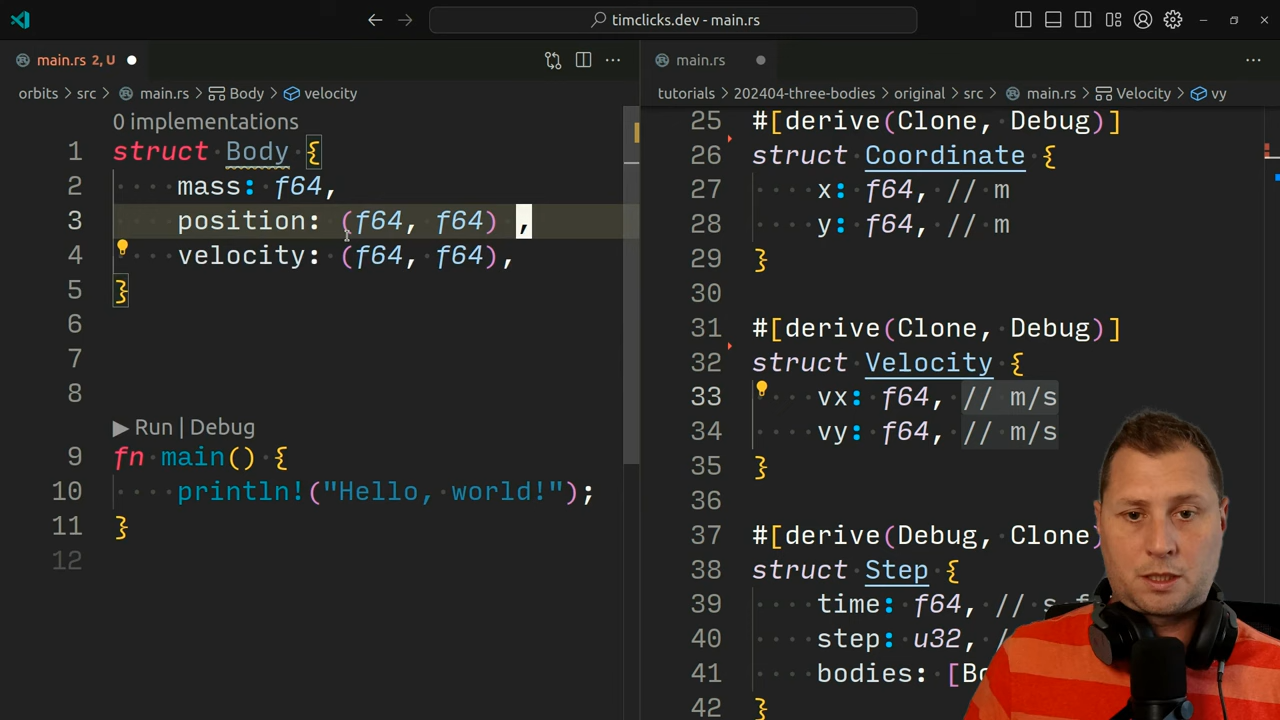 timclicks.dev - main.rs
main.rs 2, U
orbits > src > main.rs > Body > velocity
0 implementations
1 struct Body {
2 mass: f64,
3 position: (f64, f64) ,
4 velocity: (f64, f64),
5 }
6
7
8
▶ Run | Debug
9 fn main() {
10 println!("Hello, world!");
11 }
12
main.rs
tutorials > 202404-three-bodies > original > src > main.rs > Velocity > vy
25 #[derive(Clone, Debug)]
26 struct Coordinate {
27 x: f64, // m
28 y: f64, // m
29 }
30
31 #[derive(Clone, Debug)]
32 struct Velocity {
33 vx: f64, // m/s
34 vy: f64, // m/s
35 }
36
37 #[derive(Debug, Clone)
38 struct Step {
39 time: f64, // s
40 step: u32, /
41 bodies: [Bo
42 }